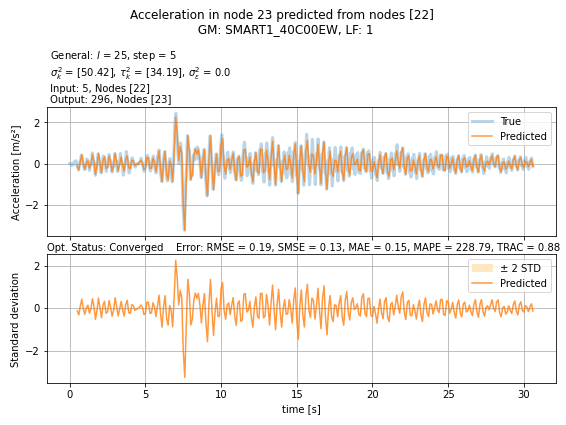 Acceleration in node 23 predicted from nodes [22]
GM: SMART1_40C00EW, LF: 1
General: l = 25, step = 5
σ²ₖ = [50.42], τ²ₖ = [34.19], σ²ε = 0.0
Input: 5, Nodes [22]
Output: 296, Nodes [23]
Acceleration [m/s²]
2
0
−2
True
Predicted
Opt. Status: Converged    Error: RMSE = 0.19, SMSE = 0.13, MAE = 0.15, MAPE = 228.79, TRAC = 0.88
Standard deviation
2
0
−2
± 2 STD
Predicted
0 5 10 15 20 25 30
time [s]